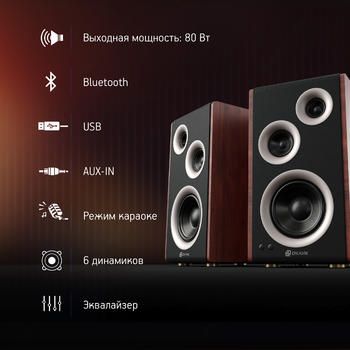 Выходная мощность: 80 Вт
Bluetooth
USB
AUX-IN
Режим караоке
6 динамиков
Эквалайзер